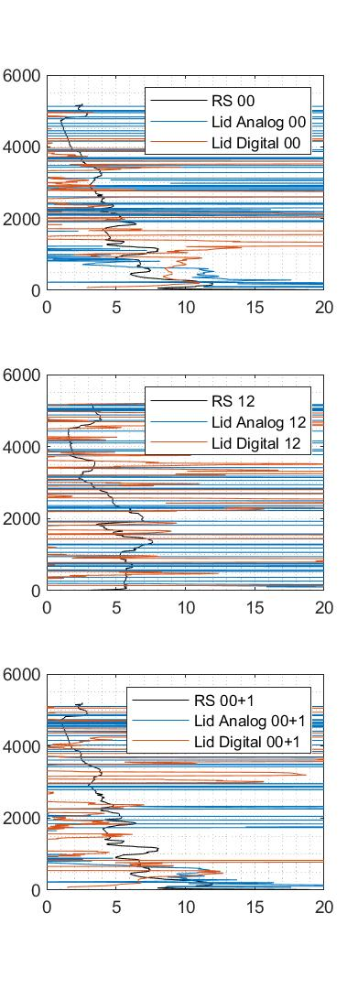 6000
RS 00
Lid Analog 00
Lid Digital 00
4000
2000
0
0 5 10 15 20
6000
RS 12
Lid Analog 12
Lid Digital 12
4000
2000
0
0 5 10 15 20
6000
RS 00+1
Lid Analog 00+1
Lid Digital 00+1
4000
2000
0
0 5 10 15 20